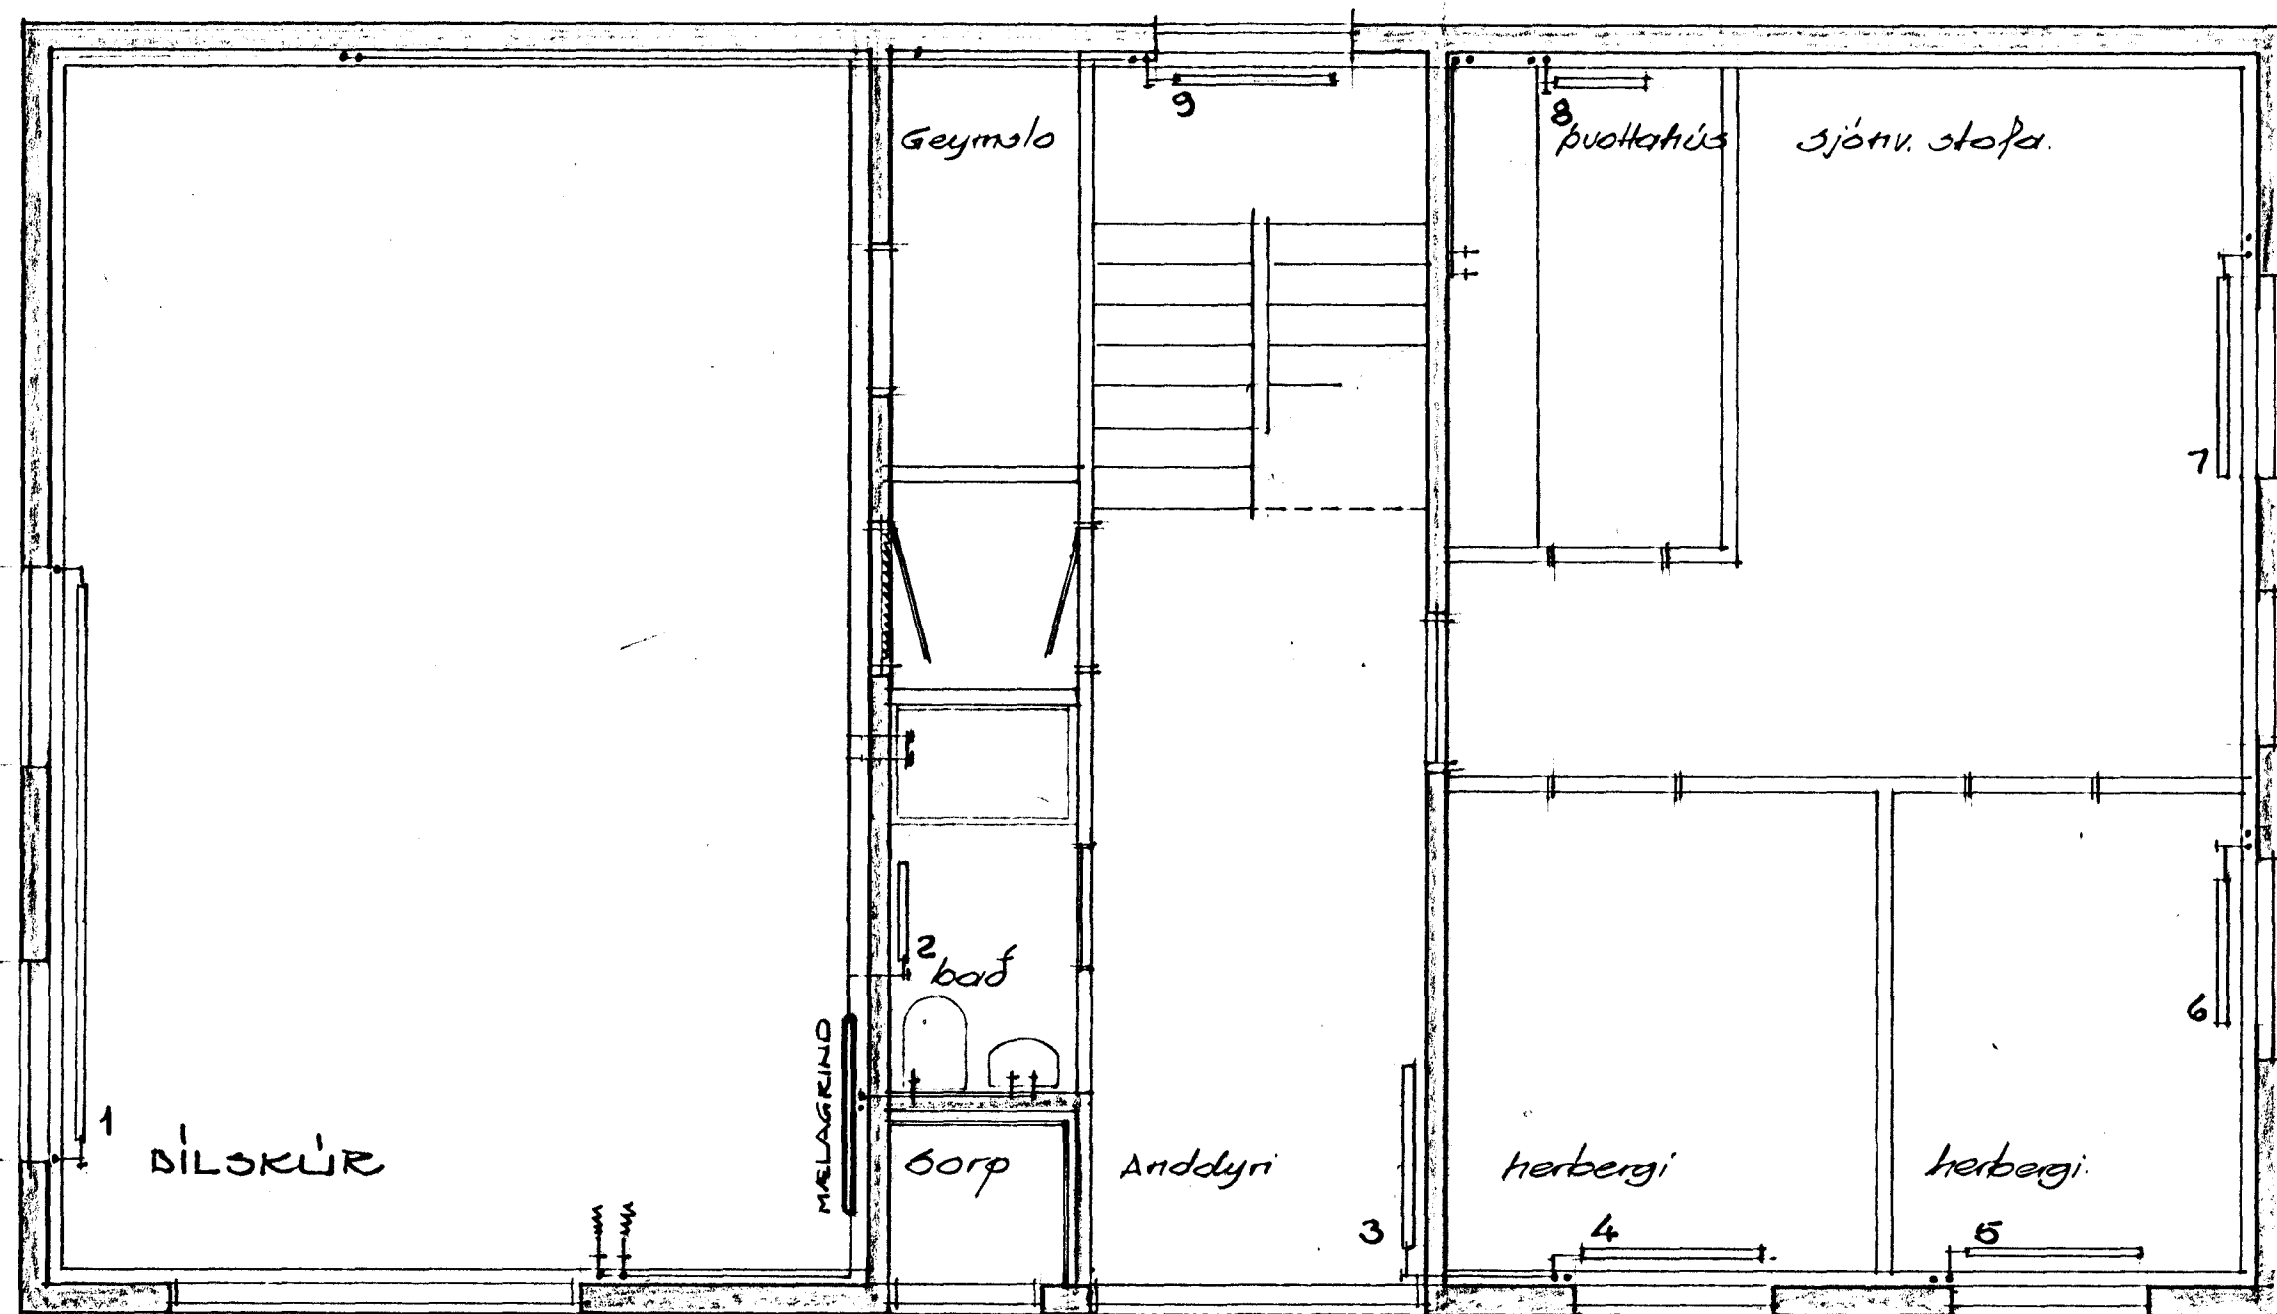 9
8
Geymsla
þvottahús
sjónv. stofa.
7
2
bað
6
MÆLAGRIND
1
BÍLSKÚR
Sorp
Anddyri
herbergi
herbergi.
3
4
5